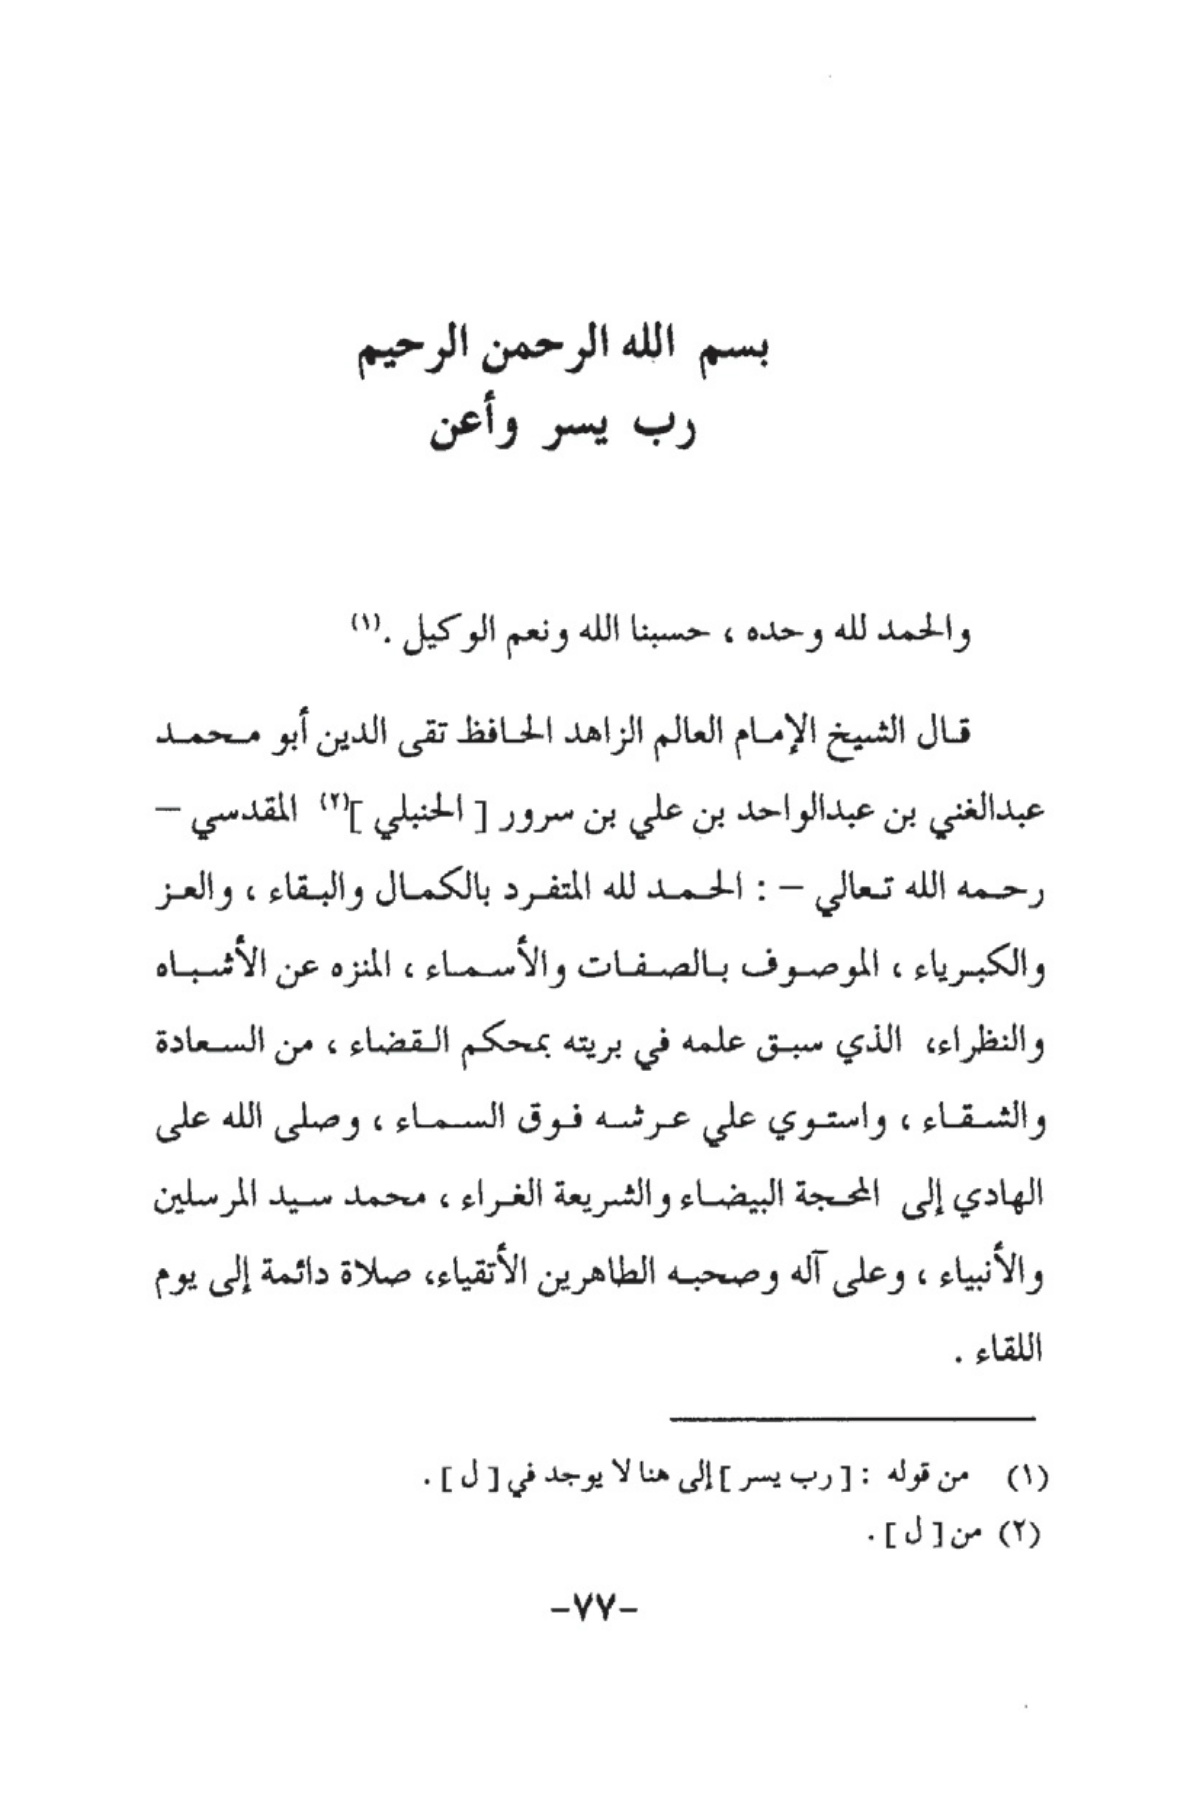 بسم الله الرحمن الرحيم
رب يسر وأعن
والحمد لله وحده ، حسبنا الله ونعم الوكيل .(١)
قال الشيخ الإمام العالم الزاهد الحافظ تقى الدين أبو محمد
عبدالغني بن عبدالواحد بن علي بن سرور [ الحنبلي ](٢) المقدسي –
رحمه الله تعالي – : الحمد لله المتفرد بالكمال والبقاء ، والعز
والكبرياء ، الموصوف بالصفات والأسماء ، المنزه عن الأشباه
والنظراء، الذي سبق علمه في بريته بمحكم القضاء ، من السعادة
والشقاء ، واستوي علي عرشه فوق السماء ، وصلى الله على
الهادي إلى المحجة البيضاء والشريعة الغراء ، محمد سيد المرسلين
والأنبياء ، وعلى آله وصحبه الطاهرين الأتقياء، صلاة دائمة إلى يوم
اللقاء .
(١) من قوله : [ رب يسر ] إلى هنا لا يوجد في [ ل ] .
(٢) من [ ل ] .
-٧٧-